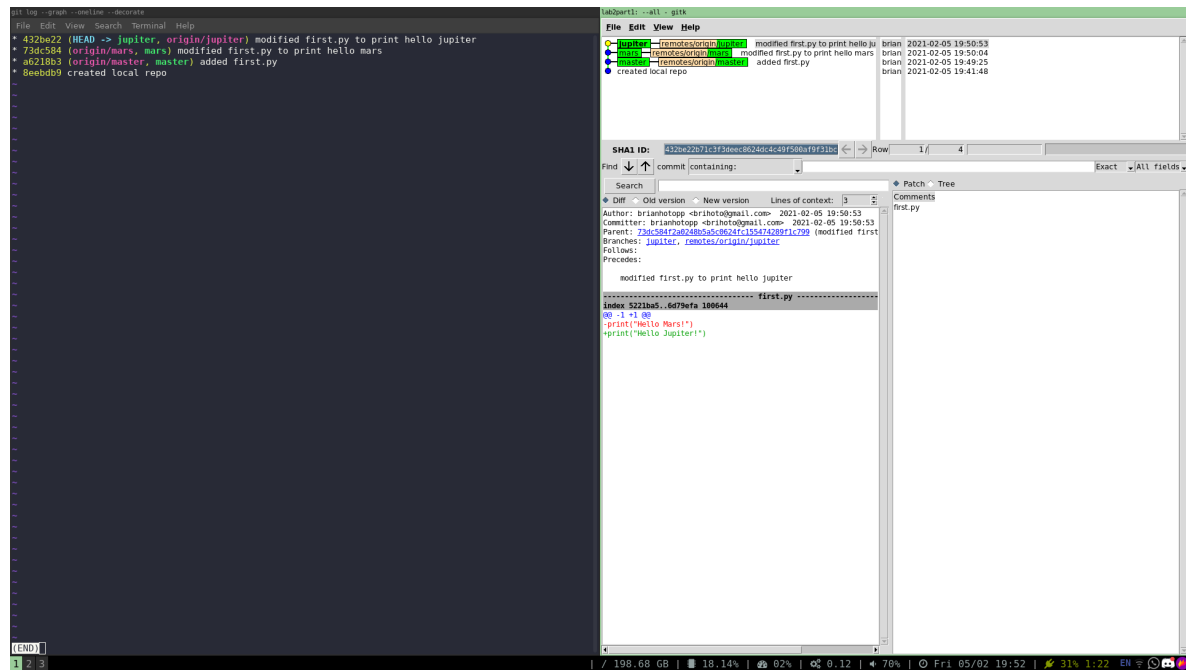 git log --graph --oneline --decorate
File Edit View Search Terminal Help
* 432be22 (HEAD -> jupiter, origin/jupiter) modified first.py to print hello jupiter
* 73dc584 (origin/mars, mars) modified first.py to print hello mars
* a6218b3 (origin/master, master) added first.py
* 8eebdb9 created local repo
(END)
lab2part1: --all - gitk
File Edit View Help
jupiter remotes/origin/jupiter modified first.py to print hello ju brian 2021-02-05 19:50:53
mars remotes/origin/mars modified first.py to print hello mars brian 2021-02-05 19:50:04
master remotes/origin/master added first.py brian 2021-02-05 19:49:25
created local repo brian 2021-02-05 19:41:48
SHA1 ID: 432be22b71c3f3deec8624dc4c49f500af9f31bc Row 1 / 4
Find commit containing: Exact All fields
Search
Diff Old version New version Lines of context: 3
Author: brianhotopp <brihoto@gmail.com> 2021-02-05 19:50:53
Committer: brianhotopp <brihoto@gmail.com> 2021-02-05 19:50:53
Parent: 73dc584f2a0248b5a5c0624fc155474289f1c799 (modified first
Branches: jupiter, remotes/origin/jupiter
Follows:
Precedes:
modified first.py to print hello jupiter
---------------------------------- first.py ------------------
index 5221ba5..6d79efa 100644
@@ -1 +1 @@
-print("Hello Mars!")
+print("Hello Jupiter!")
Patch Tree
Comments
first.py
1 2 3
| / 198.68 GB | 18.14% | 02% | 0.12 | 70% | Fri 05/02 19:52 | 31% 1:22 EN